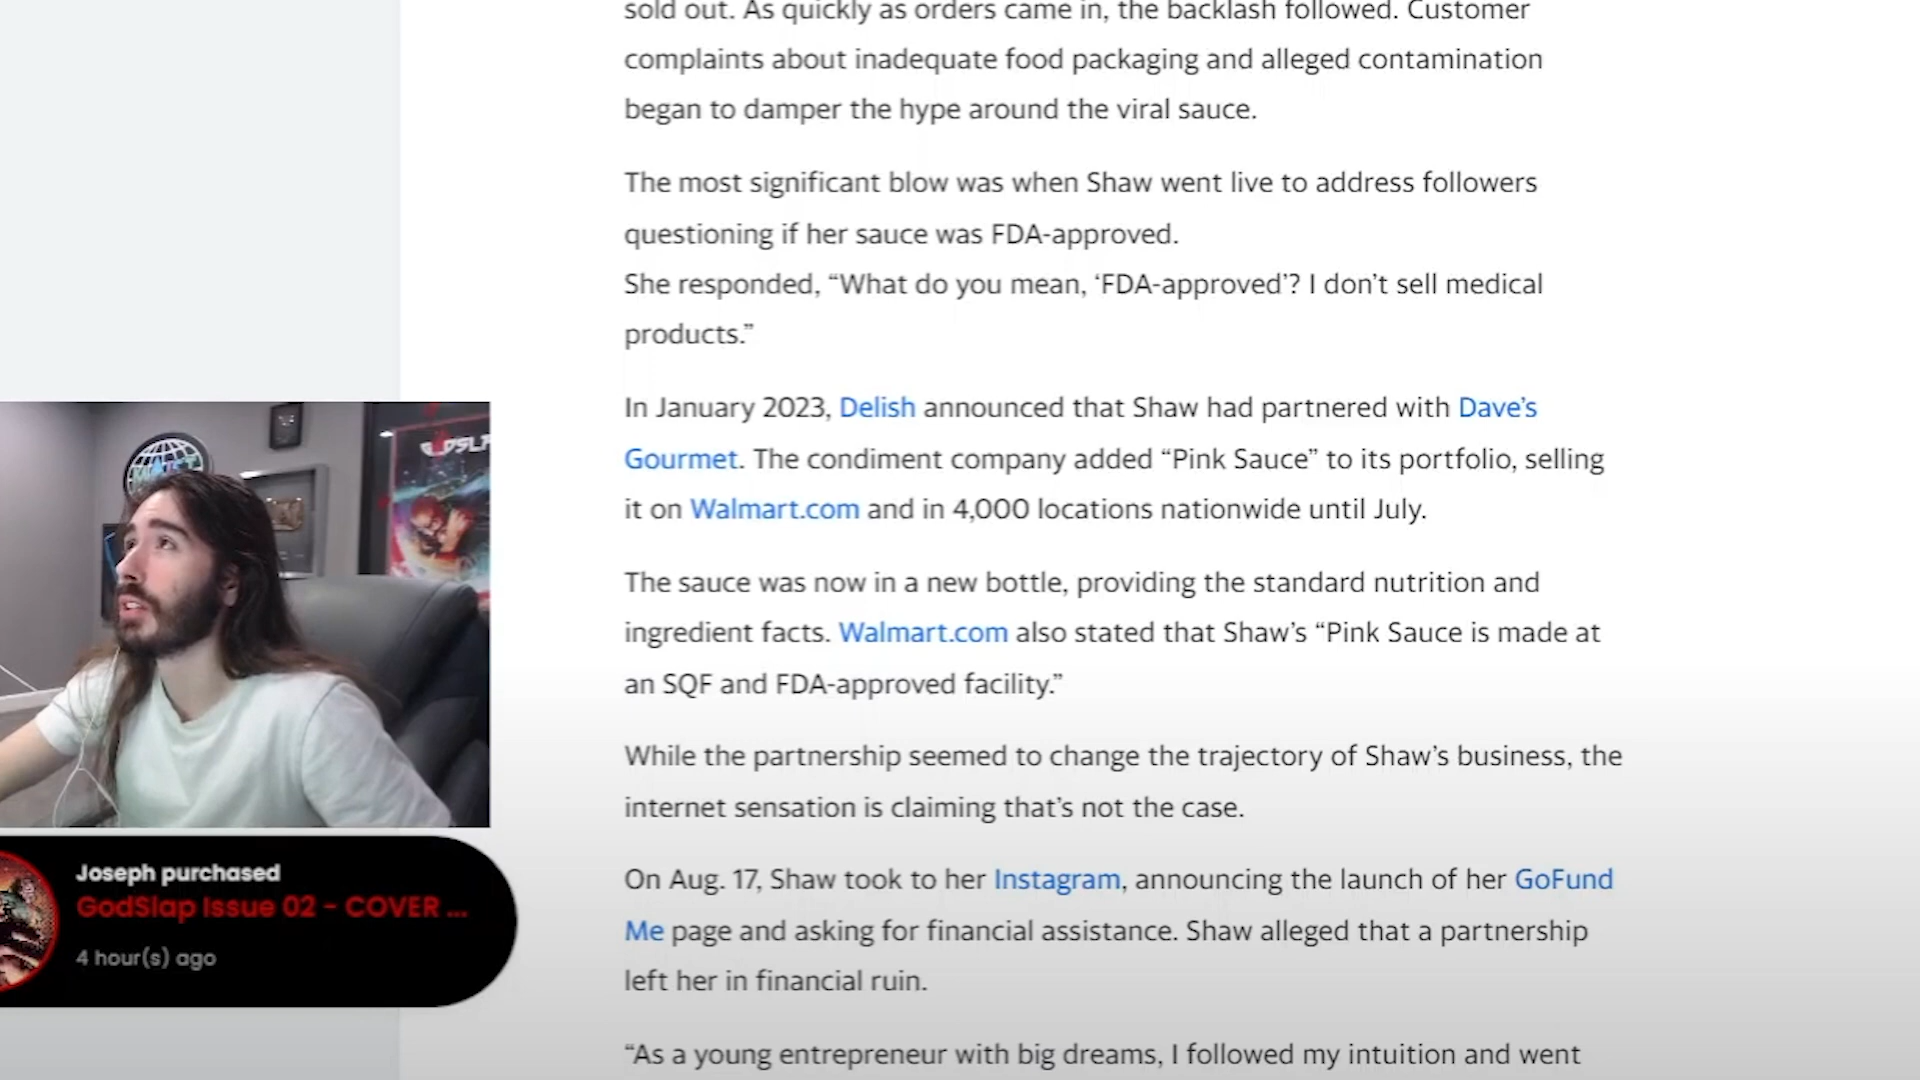 sold out. As quickly as orders came in, the backlash followed. Customer
complaints about inadequate food packaging and alleged contamination
began to damper the hype around the viral sauce.
The most significant blow was when Shaw went live to address followers
questioning if her sauce was FDA-approved.
She responded, “What do you mean, ‘FDA-approved’? I don’t sell medical
products.”
In January 2023, Delish announced that Shaw had partnered with Dave’s
Gourmet. The condiment company added “Pink Sauce” to its portfolio, selling
it on Walmart.com and in 4,000 locations nationwide until July.
The sauce was now in a new bottle, providing the standard nutrition and
ingredient facts. Walmart.com also stated that Shaw’s “Pink Sauce is made at
an SQF and FDA-approved facility.”
While the partnership seemed to change the trajectory of Shaw’s business, the
internet sensation is claiming that’s not the case.
On Aug. 17, Shaw took to her Instagram, announcing the launch of her GoFund
Me page and asking for financial assistance. Shaw alleged that a partnership
left her in financial ruin.
“As a young entrepreneur with big dreams, I followed my intuition and went
Joseph purchased
GodSlap Issue 02 - COVER ...
4 hour(s) ago